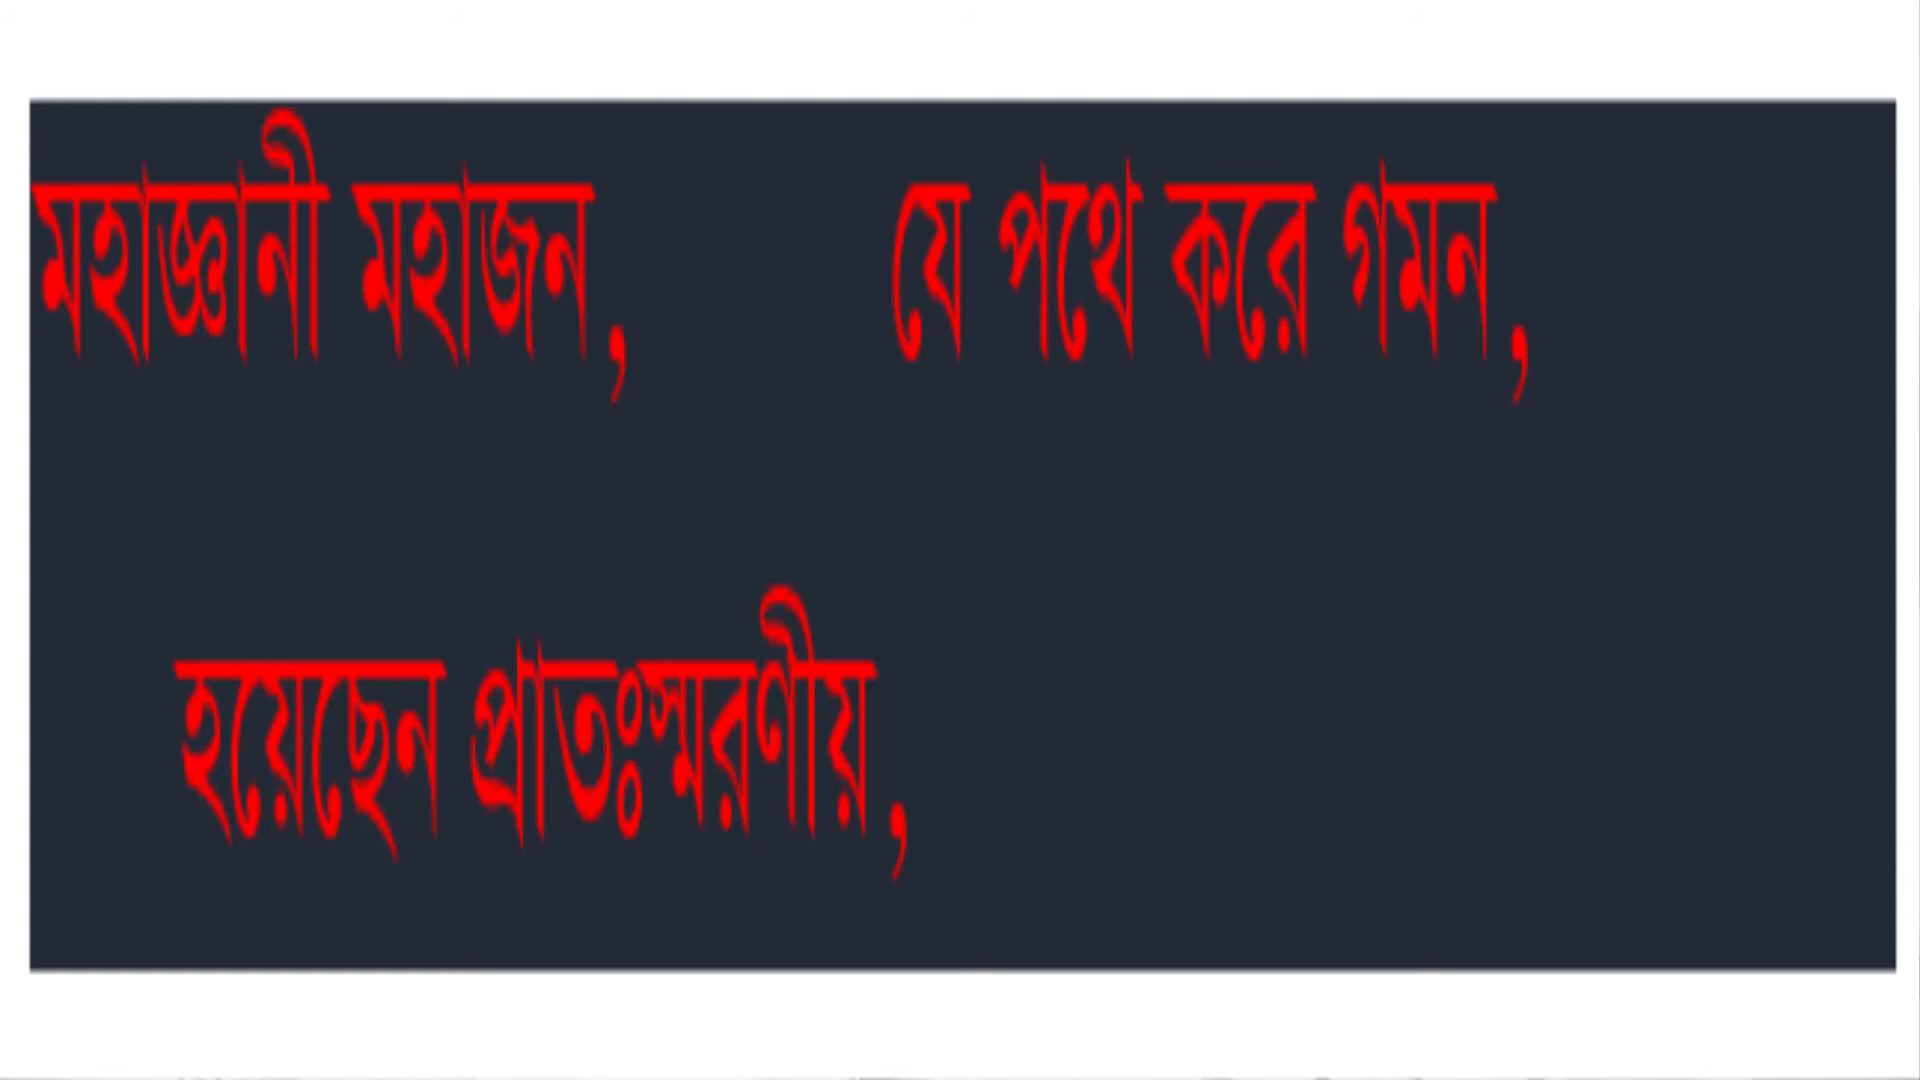 মহাজ্ঞানী মহাজন, যে পথে করে গমন,
হয়েছেন প্রাতঃস্মরণীয়,